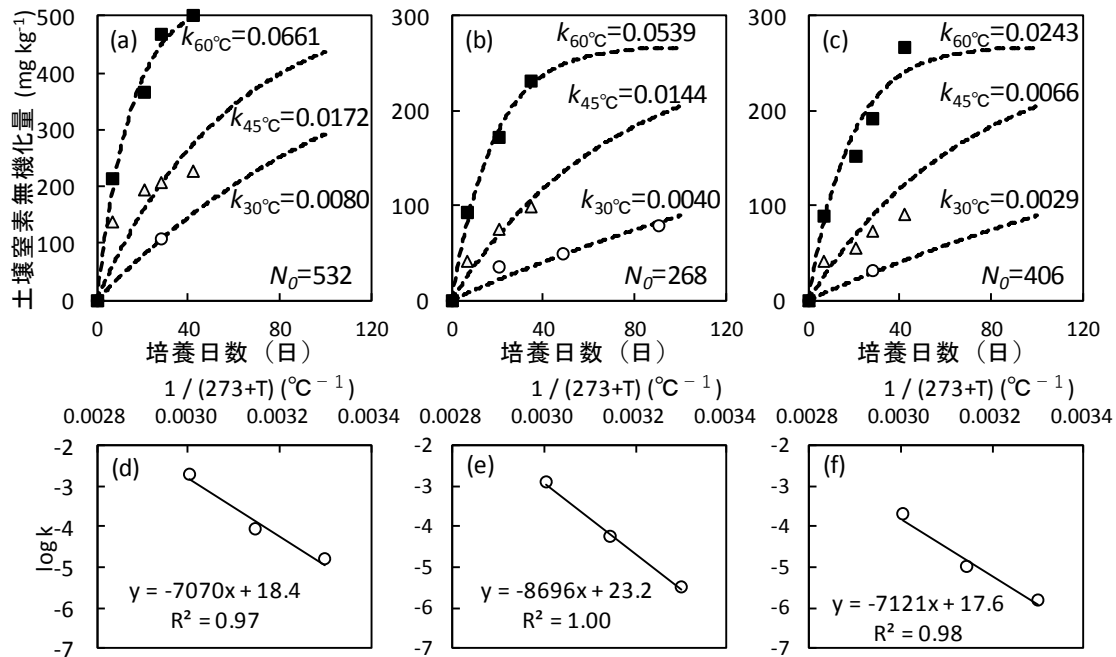 土壌窒素無機化量 (mg kg⁻¹)
500
400
300
200
100
0
(a)
k60℃=0.0661
k45℃=0.0172
k30℃=0.0080
N0=532
0 40 80 120
培養日数（日）
300
200
100
0
(b)
k60℃=0.0539
k45℃=0.0144
k30℃=0.0040
N0=268
0 40 80 120
培養日数（日）
300
200
100
0
(c)
k60℃=0.0243
k45℃=0.0066
k30℃=0.0029
N0=406
0 40 80 120
培養日数（日）
1 / (273+T) (℃⁻¹)
0.0028 0.0030 0.0032 0.0034
log k
-2
-3
-4
-5
-6
-7
(d)
y = -7070x + 18.4
R² = 0.97
1 / (273+T) (℃⁻¹)
0.0028 0.0030 0.0032 0.0034
-2
-3
-4
-5
-6
-7
(e)
y = -8696x + 23.2
R² = 1.00
1 / (273+T) (℃⁻¹)
0.0028 0.0030 0.0032 0.0034
-2
-3
-4
-5
-6
-7
(f)
y = -7121x + 17.6
R² = 0.98